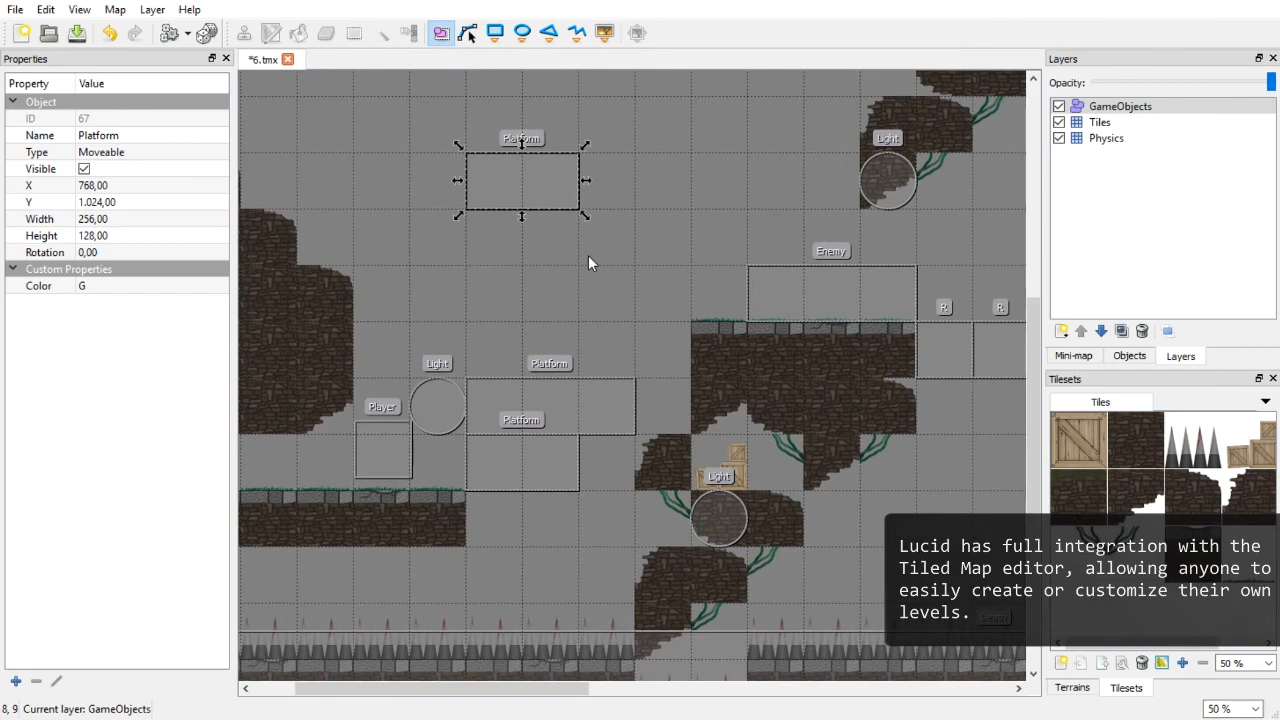 File Edit View Map Layer Help
Properties
*6.tmx
Layers
Property Value
Opacity:
Object
ID 67
GameObjects
Name Platform
Tiles
Type Moveable
Physics
Visible
X 768,00
Y 1.024,00
Width 256,00
Height 128,00
Rotation 0,00
Custom Properties
Color G
Platform
Light
Enemy
R. R.
Light Platform
Player
Platform
Light
Mini-map Objects Layers
Tilesets
Tiles
Lucid has full integration with the
Tiled Map editor, allowing anyone to
easily create or customize their own
levels.
50 %
Terrains Tilesets
8, 9 Current layer: GameObjects
50 %